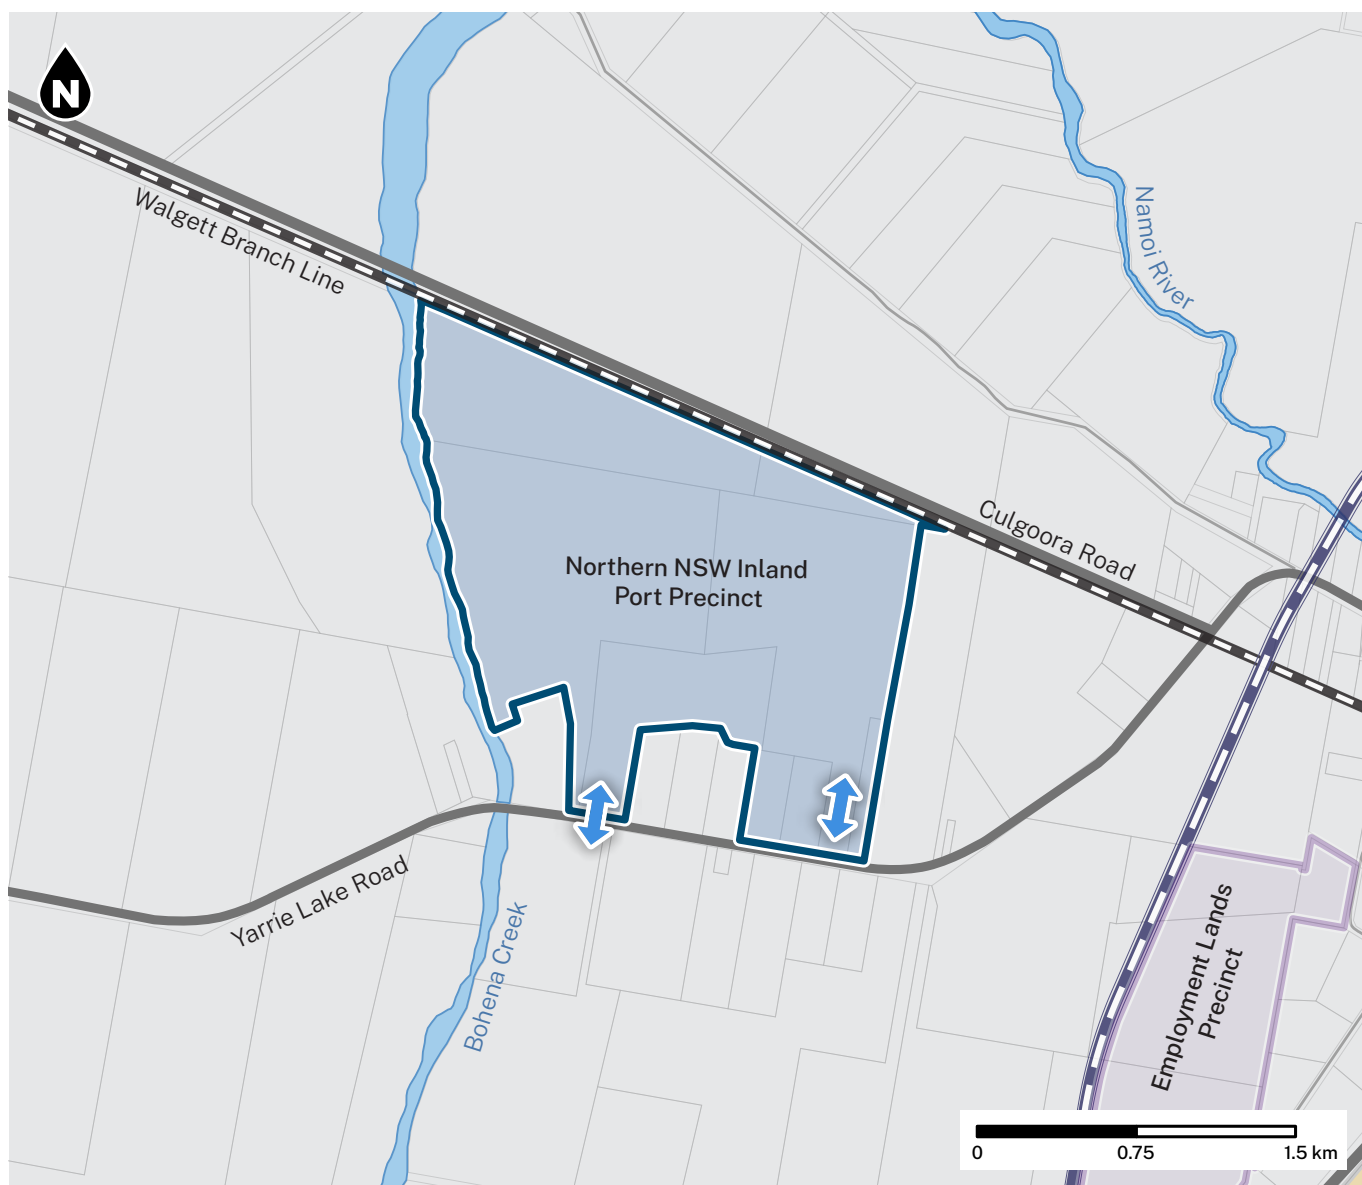 N
Walgett Branch Line
Namoi River
Culgoora Road
Northern NSW Inland
Port Precinct
Yarrie Lake Road
Bohena Creek
Employment Lands
Precinct
0 0.75 1.5 km